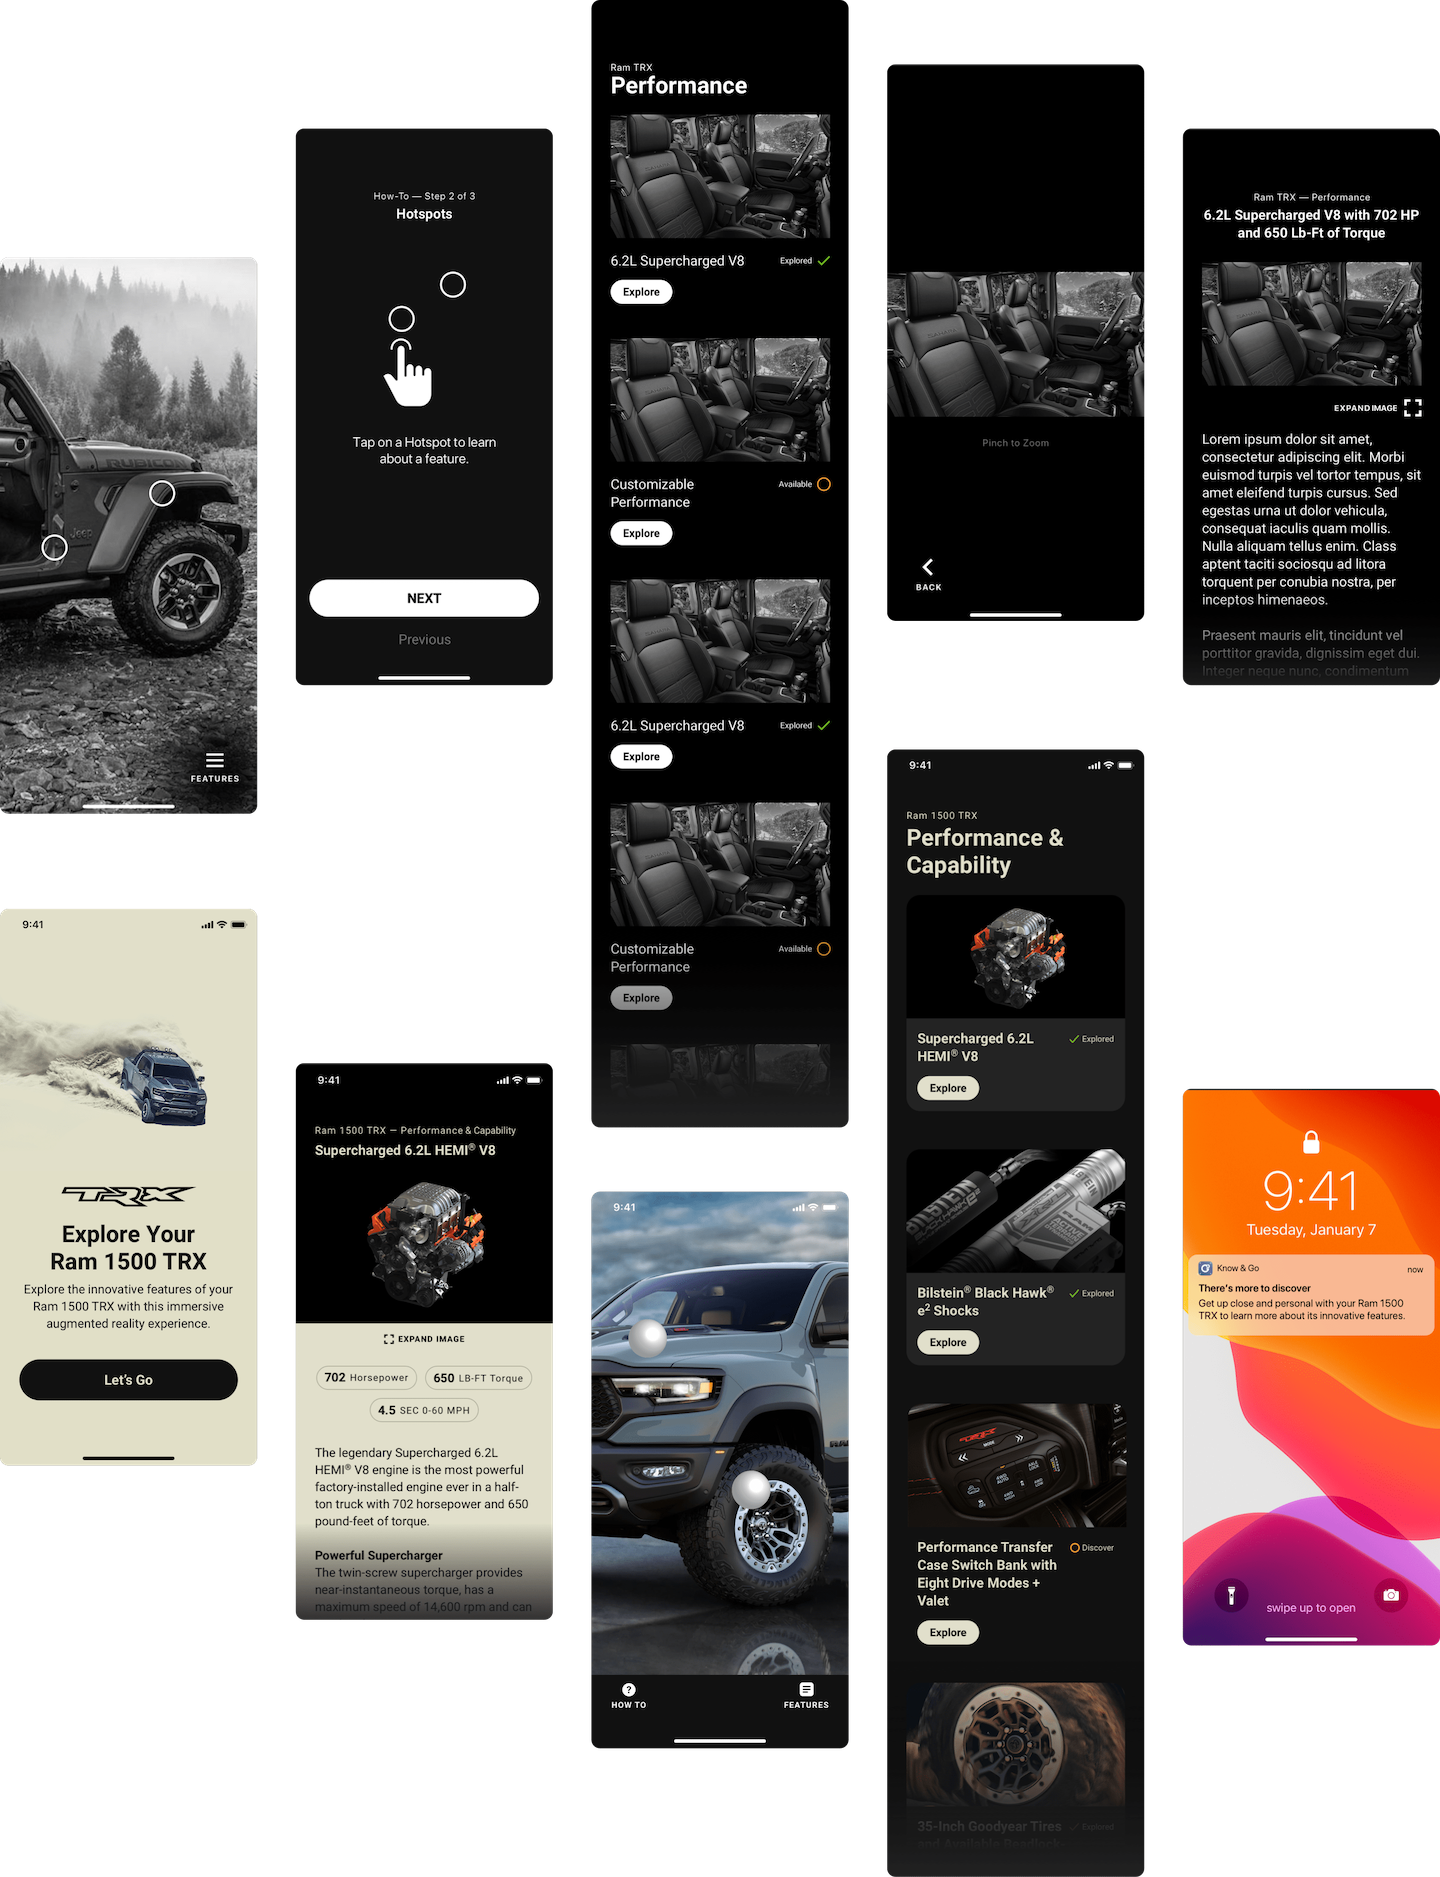 RUBICON
Jeep
FEATURES
How-To — Step 2 of 3
Hotspots
Tap on a Hotspot to learn
about a feature.
NEXT
Previous
Ram TRX
Performance
6.2L Supercharged V8
Explored
Explore
Customizable
Performance
Available
Explore
6.2L Supercharged V8
Explored
Explore
Customizable
Performance
Available
Explore
SAHARA
Pinch to Zoom
BACK
Ram TRX — Performance
6.2L Supercharged V8 with 702 HP
and 650 Lb-Ft of Torque
EXPAND IMAGE
Lorem ipsum dolor sit amet,
consectetur adipiscing elit. Morbi
euismod turpis vel tortor tempus, sit
amet eleifend turpis cursus. Sed
egestas urna ut dolor vehicula,
consequat iaculis quam mollis.
Nulla aliquam tellus enim. Class
aptent taciti sociosqu ad litora
torquent per conubia nostra, per
inceptos himenaeos.
Praesent mauris elit, tincidunt vel
porttitor gravida, dignissim eget dui.
Integer neque nunc, condimentum
9:41
TRX
Explore Your
Ram 1500 TRX
Explore the innovative features of your
Ram 1500 TRX with this immersive
augmented reality experience.
Let's Go
9:41
Ram 1500 TRX — Performance & Capability
Supercharged 6.2L HEMI® V8
EXPAND IMAGE
702 Horsepower
650 LB-FT Torque
4.5 SEC 0-60 MPH
The legendary Supercharged 6.2L
HEMI® V8 engine is the most powerful
factory-installed engine ever in a half-
ton truck with 702 horsepower and 650
pound-feet of torque.
Powerful Supercharger
The twin-screw supercharger provides
near-instantaneous torque, has a
maximum speed of 14,600 rpm and can
9:41
HOW TO
FEATURES
9:41
Ram 1500 TRX
Performance &
Capability
Supercharged 6.2L
HEMI® V8
Explored
Explore
BILSTEIN
Bilstein® Black Hawk®
e² Shocks
Explored
Explore
TRX
MODE
Performance Transfer
Case Switch Bank with
Eight Drive Modes +
Valet
Discover
Explore
35-Inch Goodyear Tires
and Available Beadlock
Explored
9:41
Tuesday, January 7
Know & Go
now
There's more to discover
Get up close and personal with your Ram 1500
TRX to learn more about its innovative features.
swipe up to open